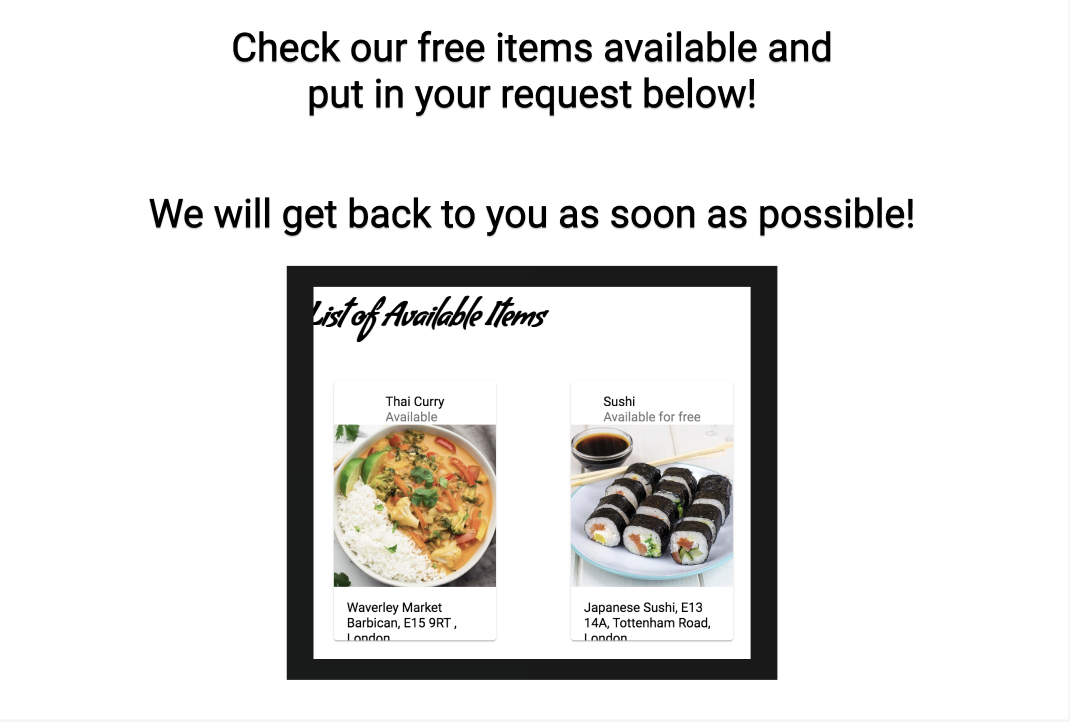 Check our free items available and
put in your request below!
We will get back to you as soon as possible!
List of Available Items
Thai Curry
Available
Sushi
Available for free
Waverley Market
Barbican, E15 9RT ,
London
Japanese Sushi, E13
14A, Tottenham Road,
London